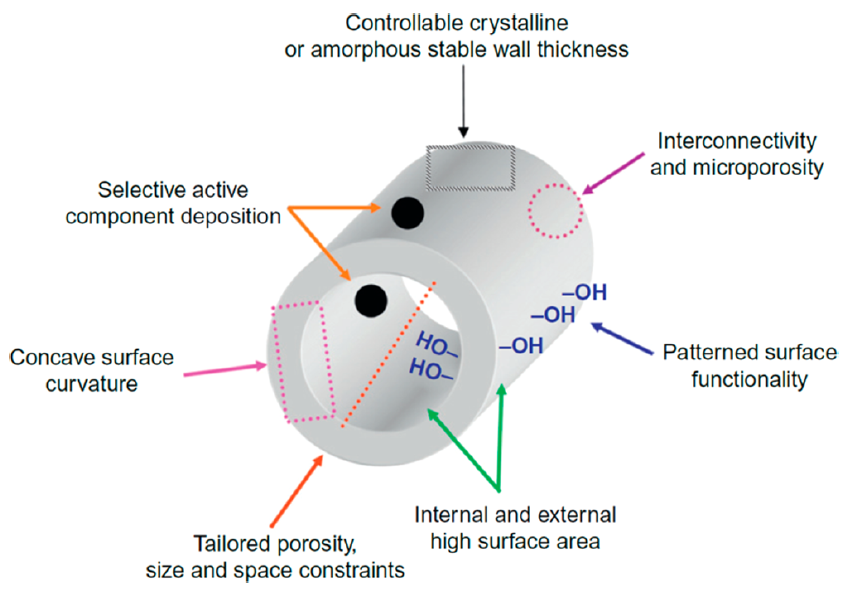 Controllable crystalline
or amorphous stable wall thickness
Interconnectivity
and microporosity
Selective active
component deposition
–OH
–OH
–OH
HO–
HO–
Patterned surface
functionality
Concave surface
curvature
Internal and external
high surface area
Tailored porosity,
size and space constraints